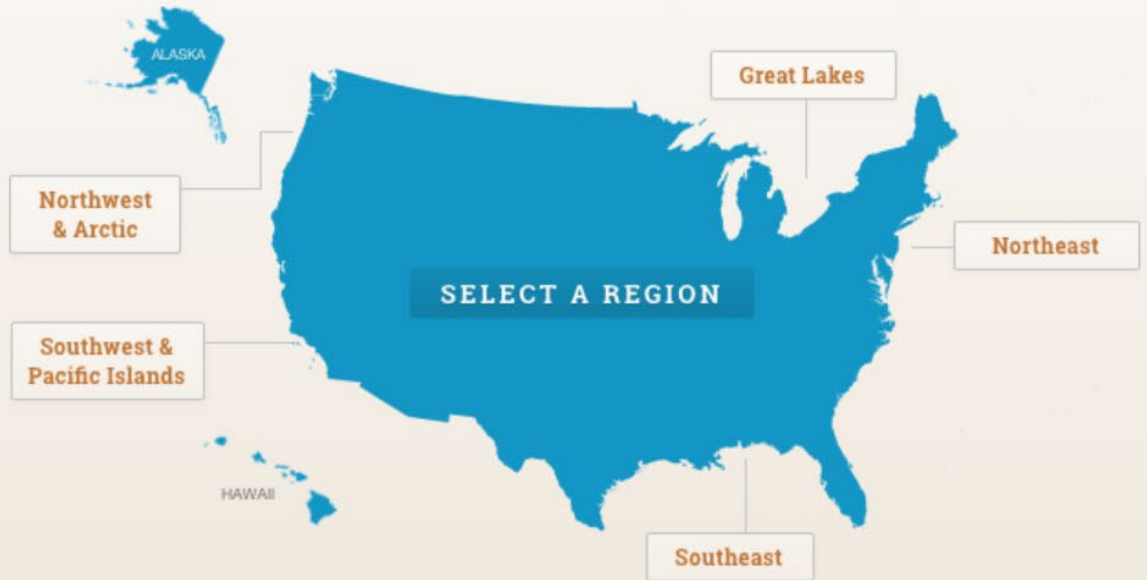 ALASKA
Great Lakes
Northwest
& Arctic
Northeast
SELECT A REGION
Southwest &
Pacific Islands
HAWAII
Southeast